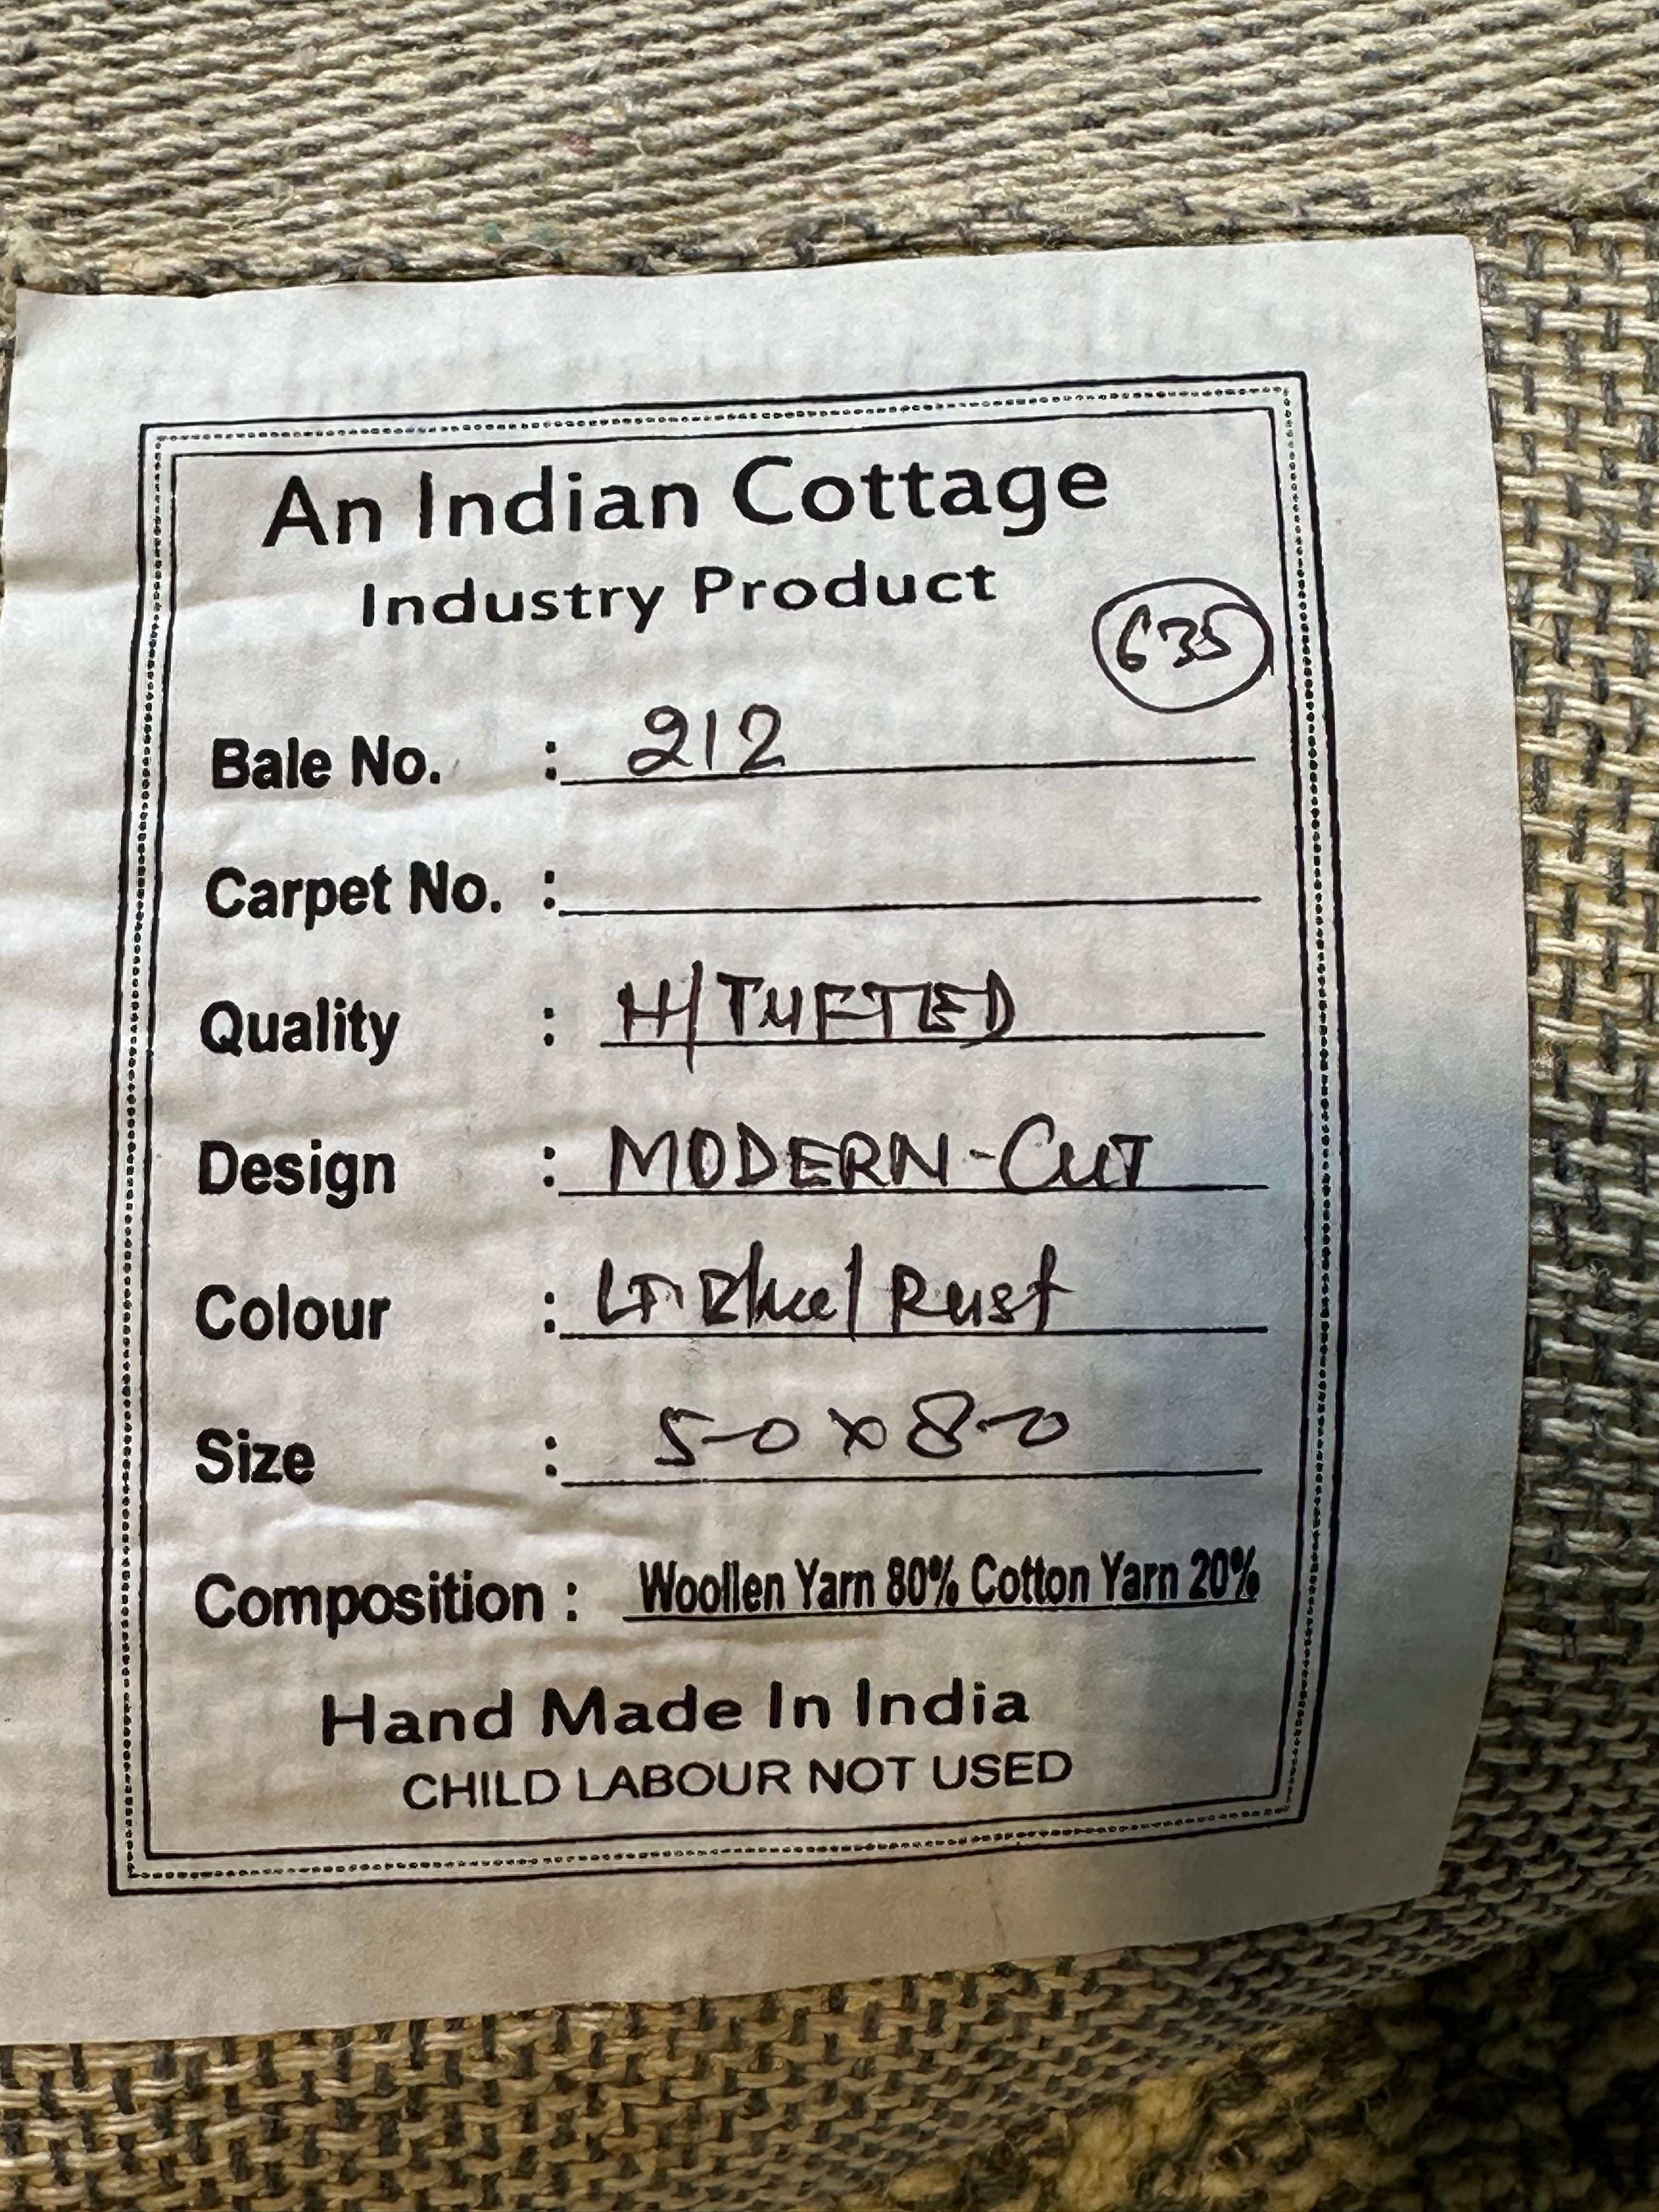 An Indian Cottage
Industry Product
635
Bale No. : 212
Carpet No. :
Quality : H/TUFTED
Design : MODERN-CUT
Colour : LT. Blue/Rust
Size : 5-0 x 8-0
Composition : Woollen Yarn 80% Cotton Yarn 20%
Hand Made In India
CHILD LABOUR NOT USED